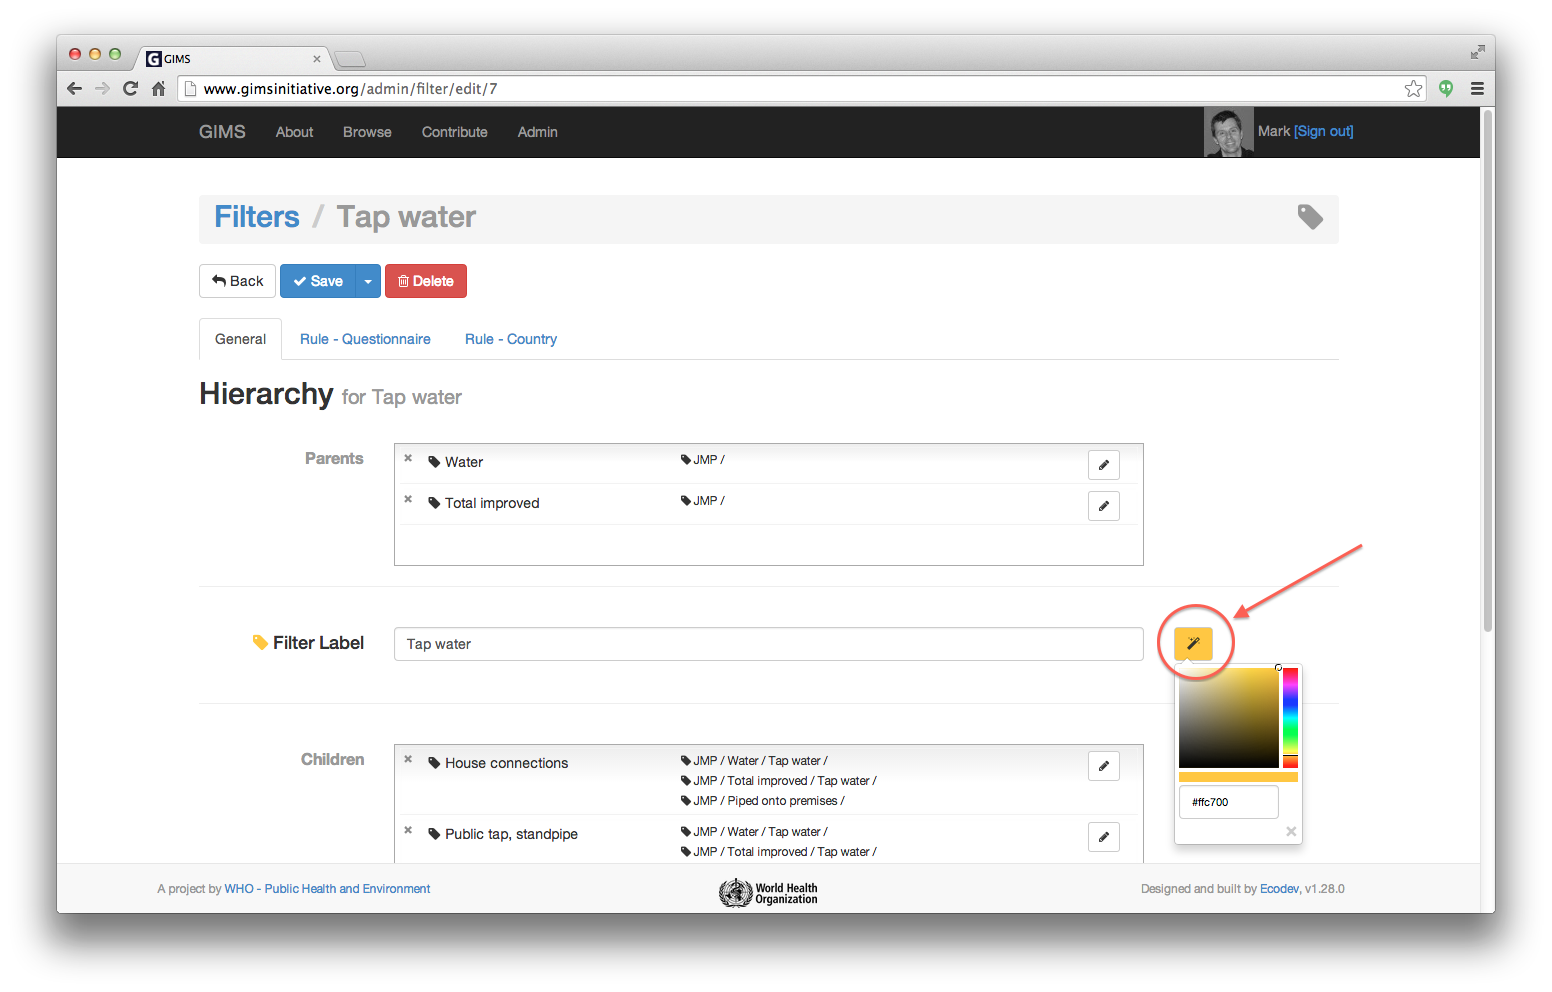 GIMS
www.gimsinitiative.org/admin/filter/edit/7
GIMS About Browse Contribute Admin Mark [Sign out]
Filters / Tap water
Back Save Delete
General Rule - Questionnaire Rule - Country
Hierarchy for Tap water
Parents
Water JMP /
Total improved JMP /
Filter Label Tap water
Children
House connections JMP / Water / Tap water /
JMP / Total improved / Tap water /
JMP / Piped onto premises /
Public tap, standpipe JMP / Water / Tap water /
JMP / Total improved / Tap water /
#ffc700
A project by WHO - Public Health and Environment
World Health
Organization
Designed and built by Ecodev, v1.28.0